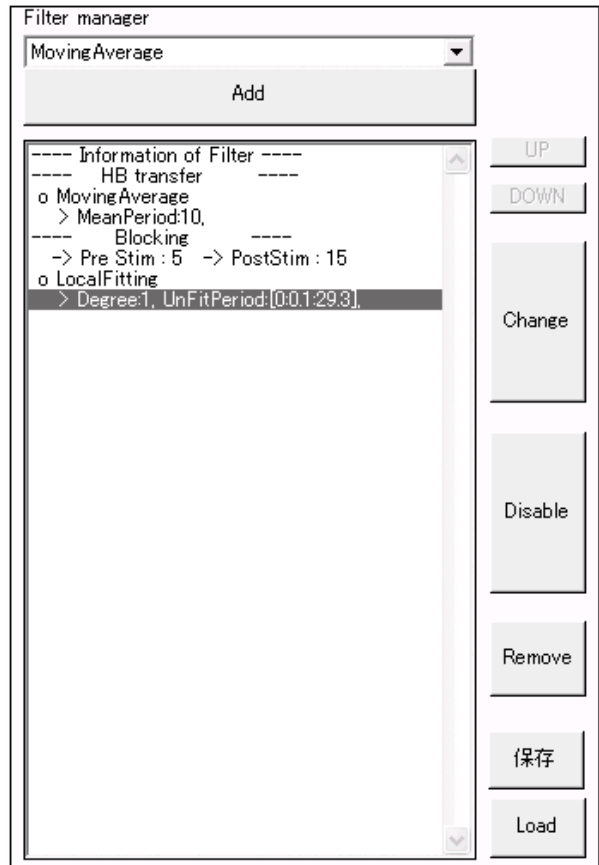 Filter manager
MovingAverage
Add
---- Information of Filter ----
---- HB transfer ----
o MovingAverage
> MeanPeriod:10,
---- Blocking ----
-> Pre Stim : 5 -> PostStim : 15
o LocalFitting
> Degree:1, UnFitPeriod:[0:0.1:29.3],
UP
DOWN
Change
Disable
Remove
保存
Load